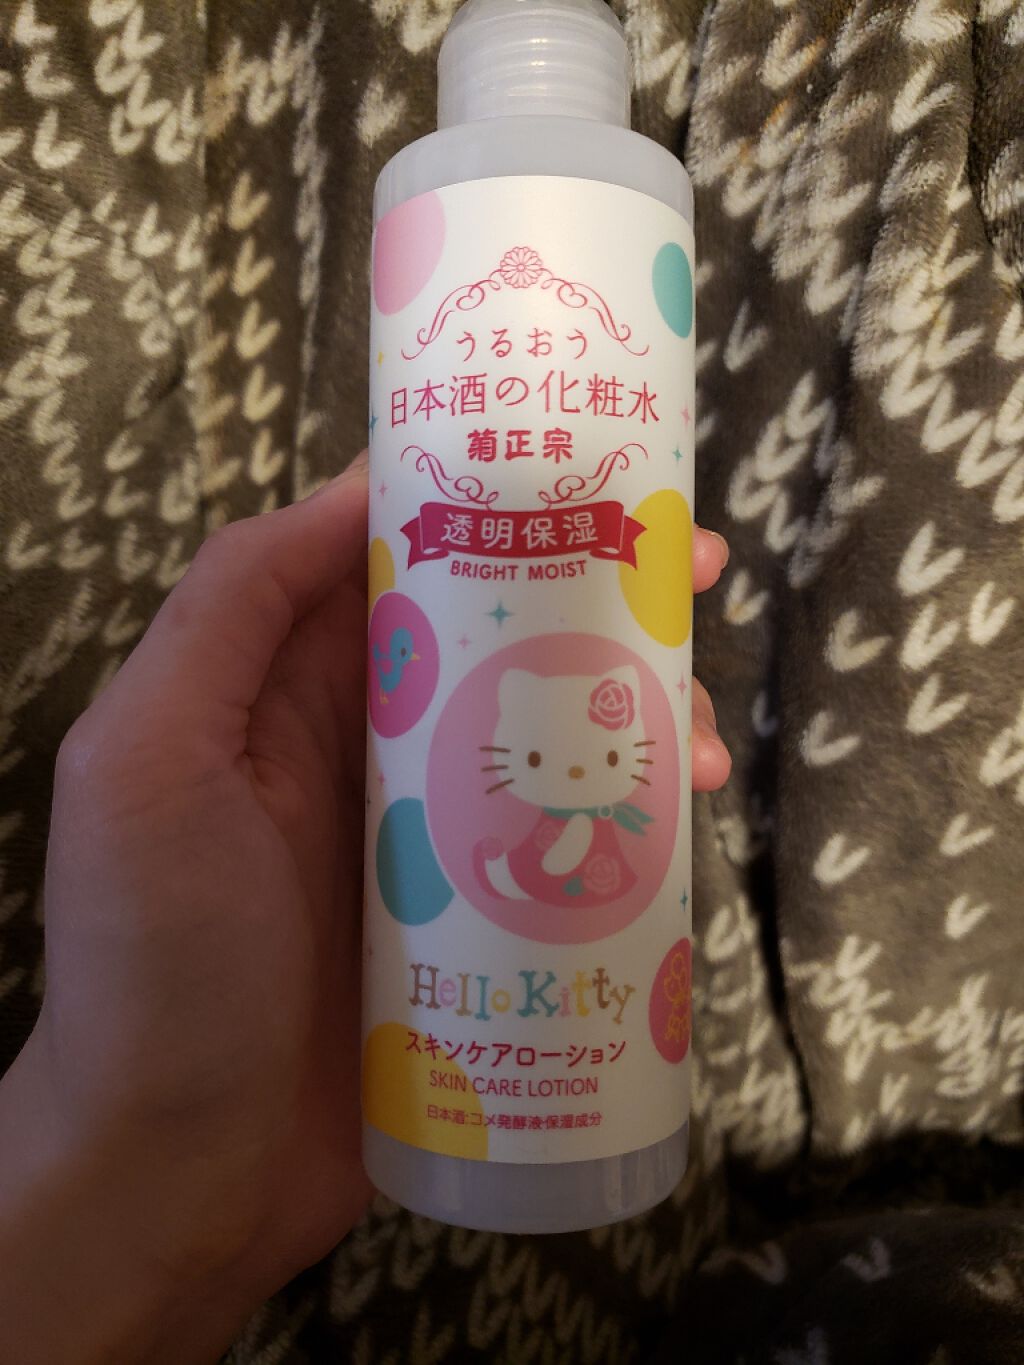 うるおう
日本酒の化粧水
菊正宗
透明保湿
BRIGHT MOIST
Hello Kitty
スキンケアローション
SKIN CARE LOTION
日本酒・コメ発酵液・保湿成分